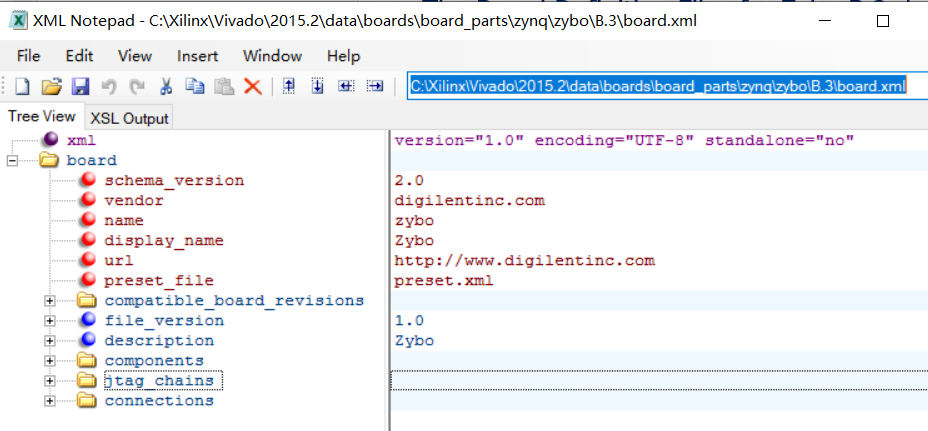 XML Notepad - C:\Xilinx\Vivado\2015.2\data\boards\board_parts\zynq\zybo\B.3\board.xml
File Edit View Insert Window Help
C:\Xilinx\Vivado\2015.2\data\boards\board_parts\zynq\zybo\B.3\board.xml
Tree View XSL Output
xml version="1.0" encoding="UTF-8" standalone="no"
board
schema_version 2.0
vendor digilentinc.com
name zybo
display_name Zybo
url http://www.digilentinc.com
preset_file preset.xml
compatible_board_revisions
file_version 1.0
description Zybo
components
jtag_chains
connections